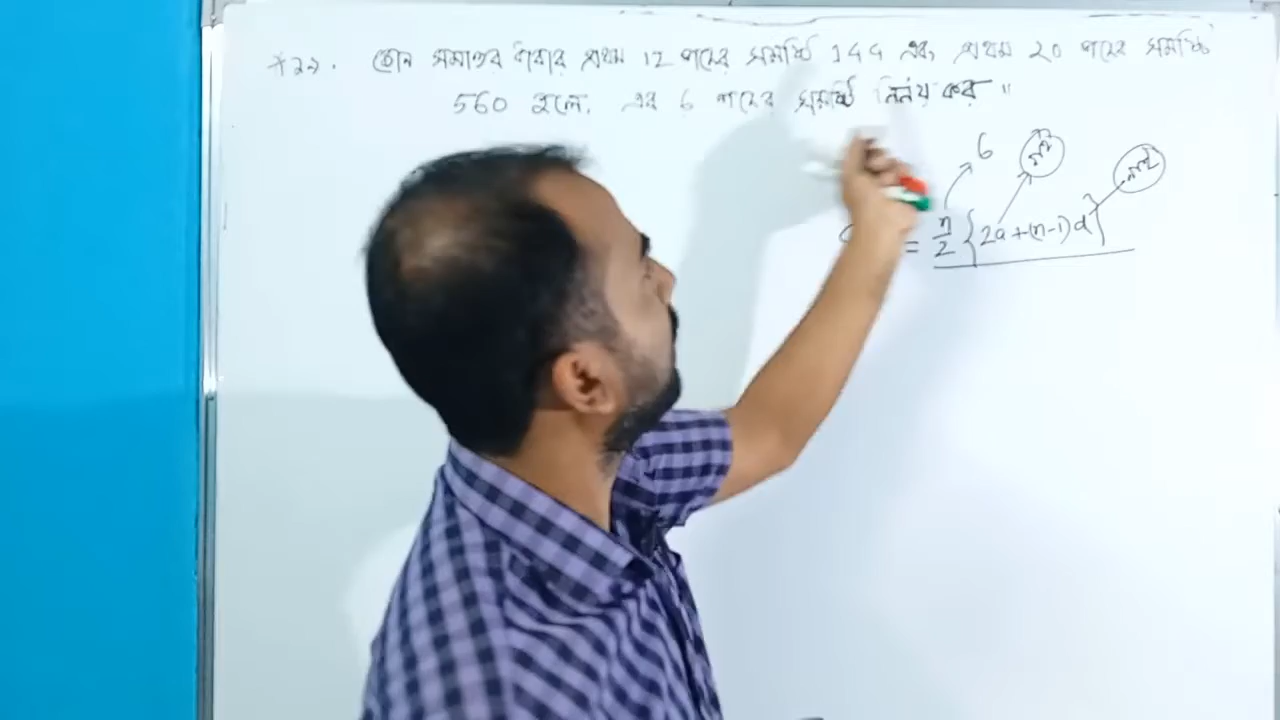 * ১৯. কোন সমান্তর ধারার প্রথম 12 পদের সমষ্টি 144 এবং প্রথম 20 পদের সমষ্টি
560 হলে, এর 6 পদের সমষ্টি নির্ণয় কর ॥
6
= n/2 {2a+(n-1)d}